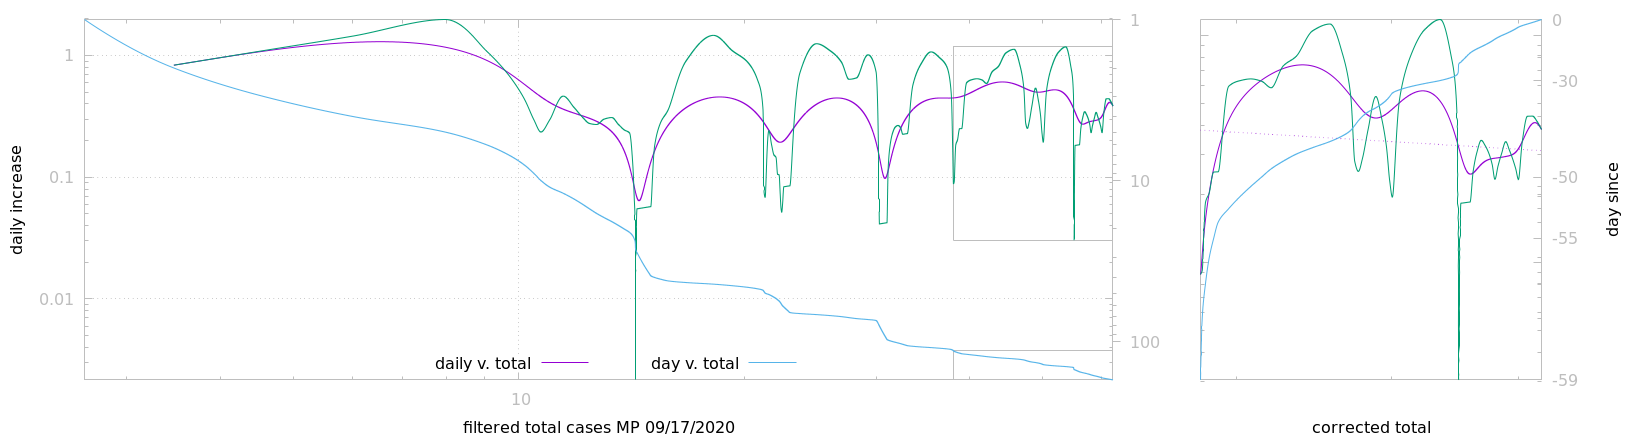 daily increase
1
0.1
0.01
daily v. total
day v. total
10
filtered total cases MP 09/17/2020
1
10
100
0
-30
-50
-55
-59
day since
corrected total